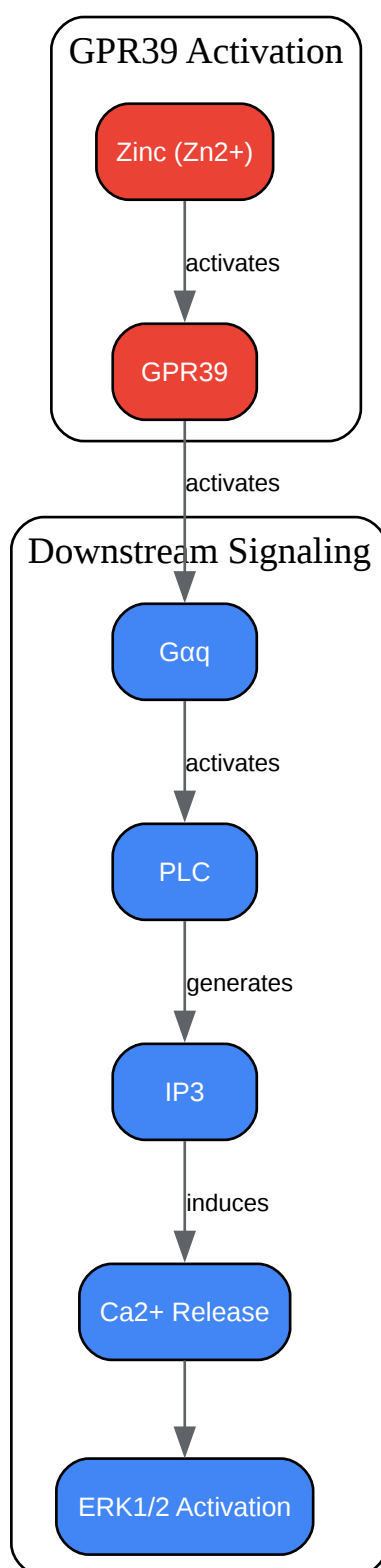 GPR39 Activation
Zinc (Zn2+)
activates
GPR39
activates
Downstream Signaling
Gαq
activates
PLC
generates
IP3
induces
Ca2+ Release
ERK1/2 Activation